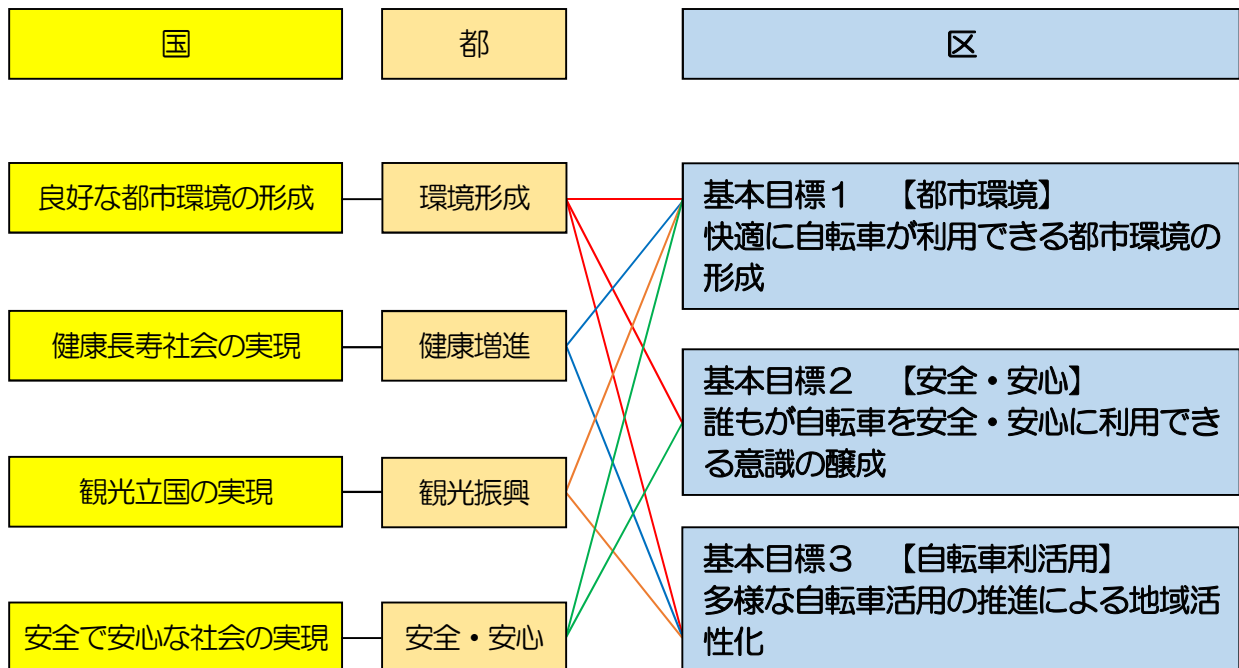 国
都
区
良好な都市環境の形成
環境形成
基本目標1　【都市環境】
快適に自転車が利用できる都市環境の
形成
健康長寿社会の実現
健康増進
基本目標2　【安全・安心】
誰もが自転車を安全・安心に利用でき
る意識の醸成
観光立国の実現
観光振興
基本目標3　【自転車利活用】
多様な自転車活用の推進による地域活
性化
安全で安心な社会の実現
安全・安心